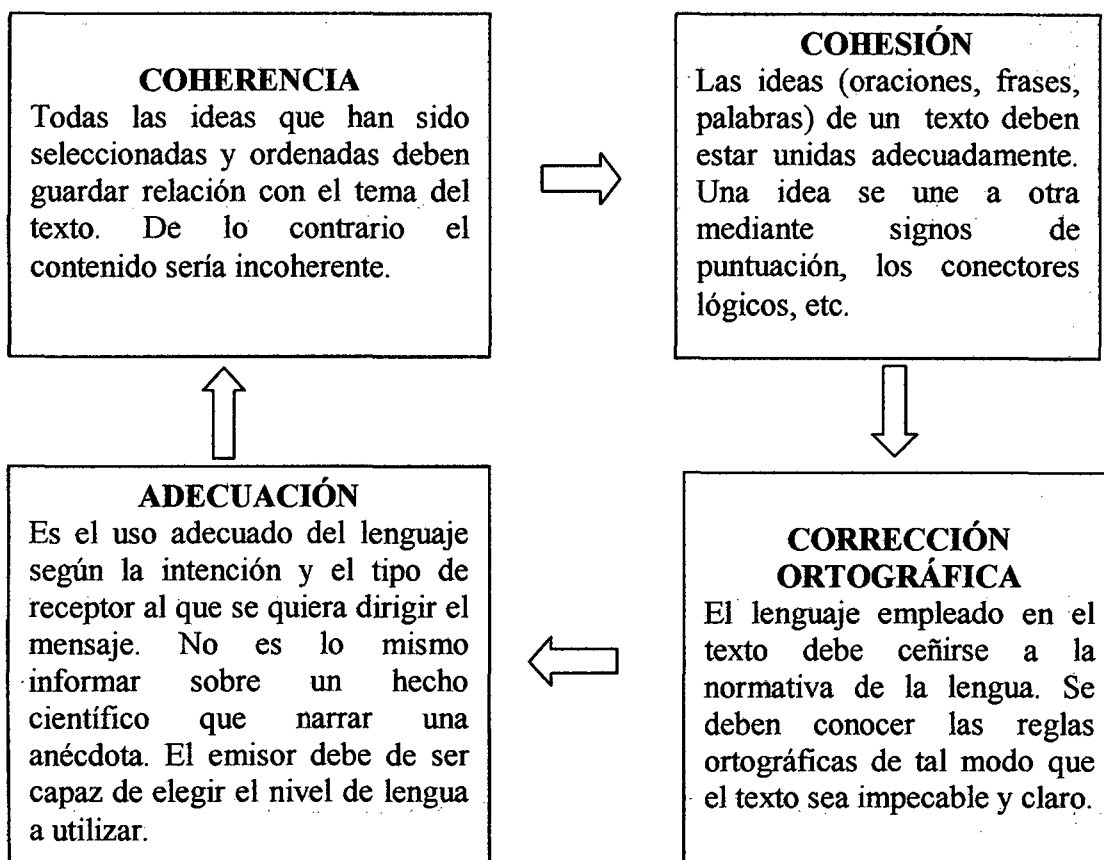 COHERENCIA
Todas las ideas que han sido
seleccionadas y ordenadas deben
guardar relación con el tema del
texto. De lo contrario el
contenido sería incoherente.
COHESIÓN
Las ideas (oraciones, frases,
palabras) de un texto deben
estar unidas adecuadamente.
Una idea se une a otra
mediante signos de
puntuación, los conectores
lógicos, etc.
ADECUACIÓN
Es el uso adecuado del lenguaje
según la intención y el tipo de
receptor al que se quiera dirigir el
mensaje. No es lo mismo
informar sobre un hecho
científico que narrar una
anécdota. El emisor debe de ser
capaz de elegir el nivel de lengua
a utilizar.
CORRECCIÓN
ORTOGRÁFICA
El lenguaje empleado en el
texto debe ceñirse a la
normativa de la lengua. Se
deben conocer las reglas
ortográficas de tal modo que
el texto sea impecable y claro.